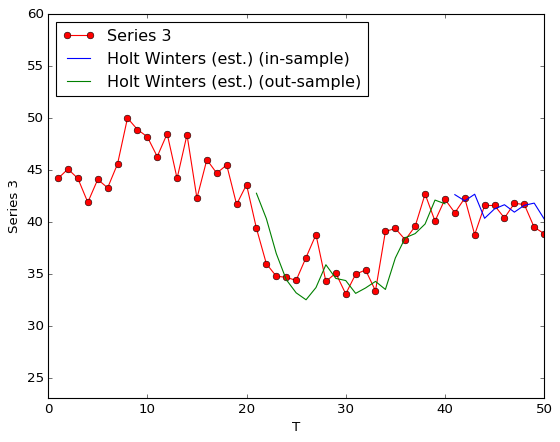 60
55
50
45
40
35
30
25
Series 3
Series 3
Holt Winters (est.) (in-sample)
Holt Winters (est.) (out-sample)
0 10 20 30 40 50
T